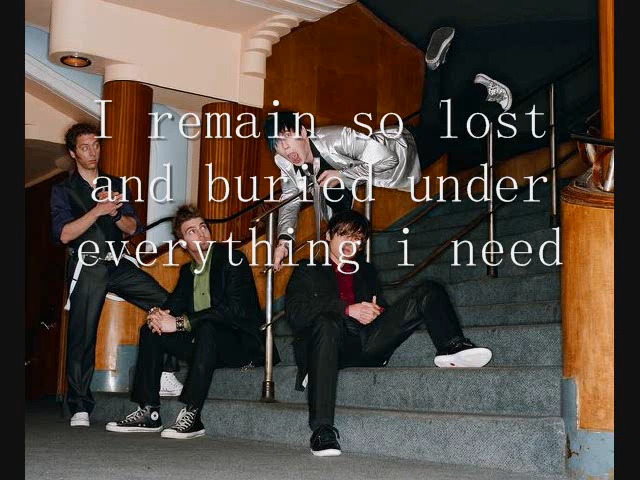 I remain so lost
and buried under
everything i need